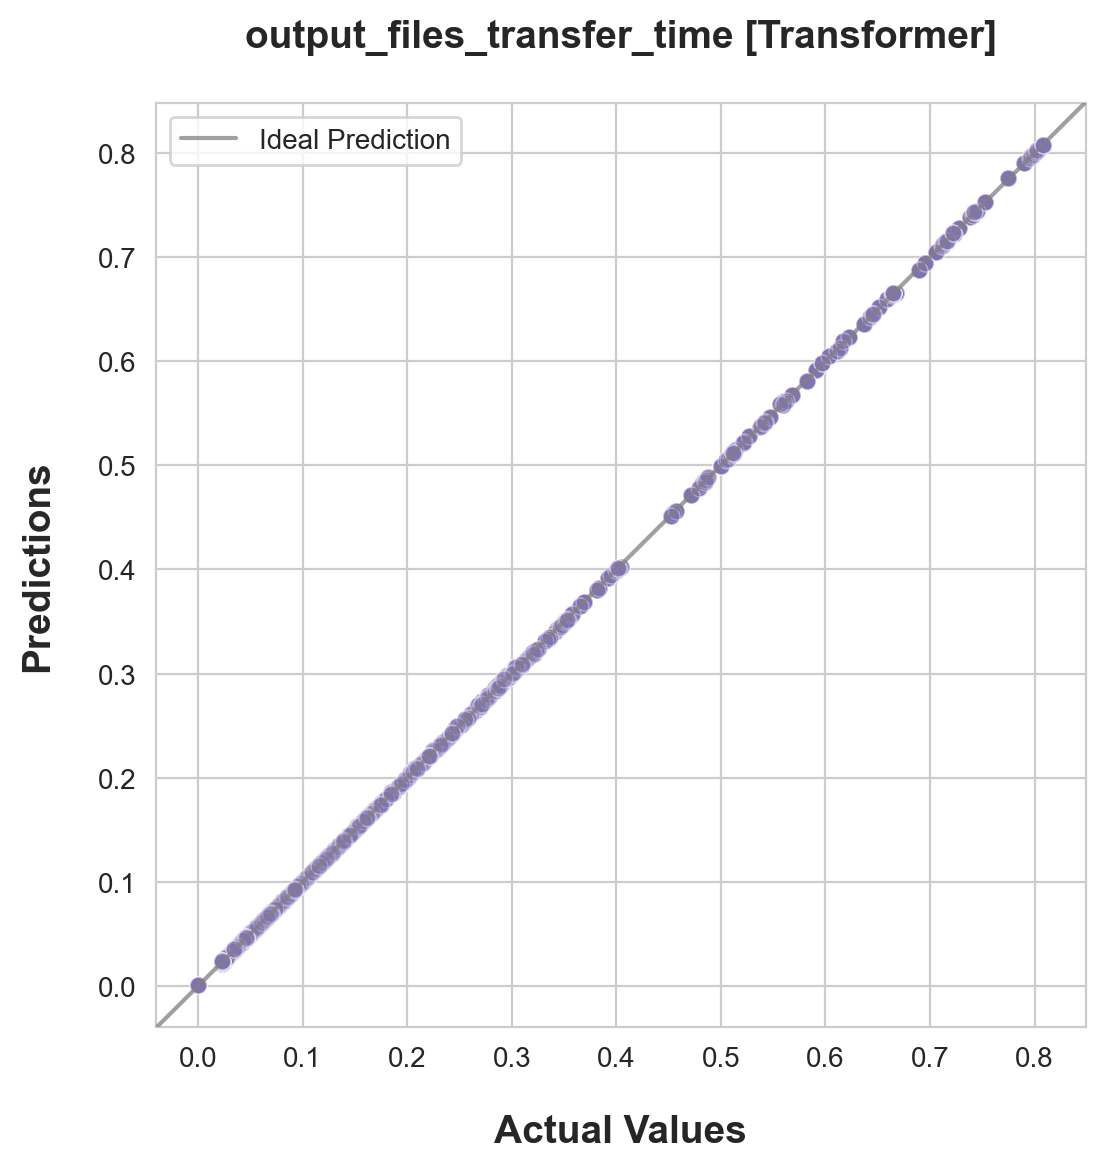 output_files_transfer_time [Transformer]
Ideal Prediction
0.8
0.7
0.6
0.5
0.4
0.3
0.2
0.1
0.0
Predictions
0.0 0.1 0.2 0.3 0.4 0.5 0.6 0.7 0.8
Actual Values